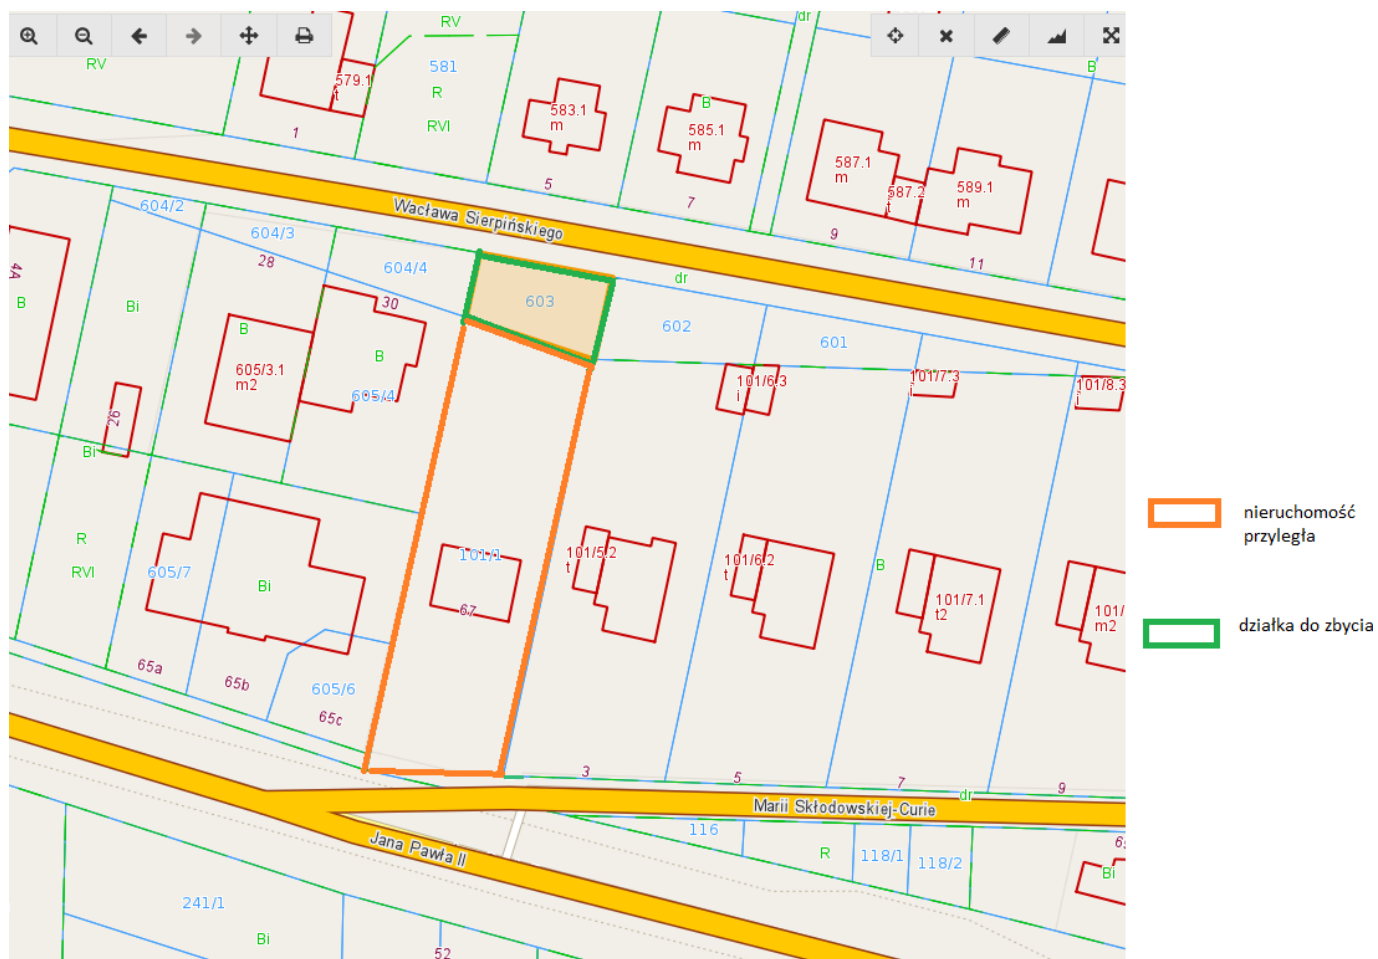 RV
dr
RV
581
R
RVI
579.1
t
B
1
583.1
m
B
585.1
m
587.1
m
587.2
t
589.1
m
5
7
9
11
Wacława Sierpińskiego
604/2
604/3
604/4
28
30
603
dr
602
601
4A
B
Bi
B
B
605/3.1
m2
605/4
26
Bi
101/6.3
i
101/7.3
i
101/8.3
i
R
RVI
605/7
Bi
101/1
67
101/5.2
t
101/6.2
t
B
101/7.1
t2
101/
m2
nieruchomość
przyległa
działka do zbycia
65a
65b
605/6
65c
3
5
7
9
dr
Marii Skłodowskiej-Curie
Jana Pawła II
116
R
118/1
118/2
Bi
241/1
Bi
52